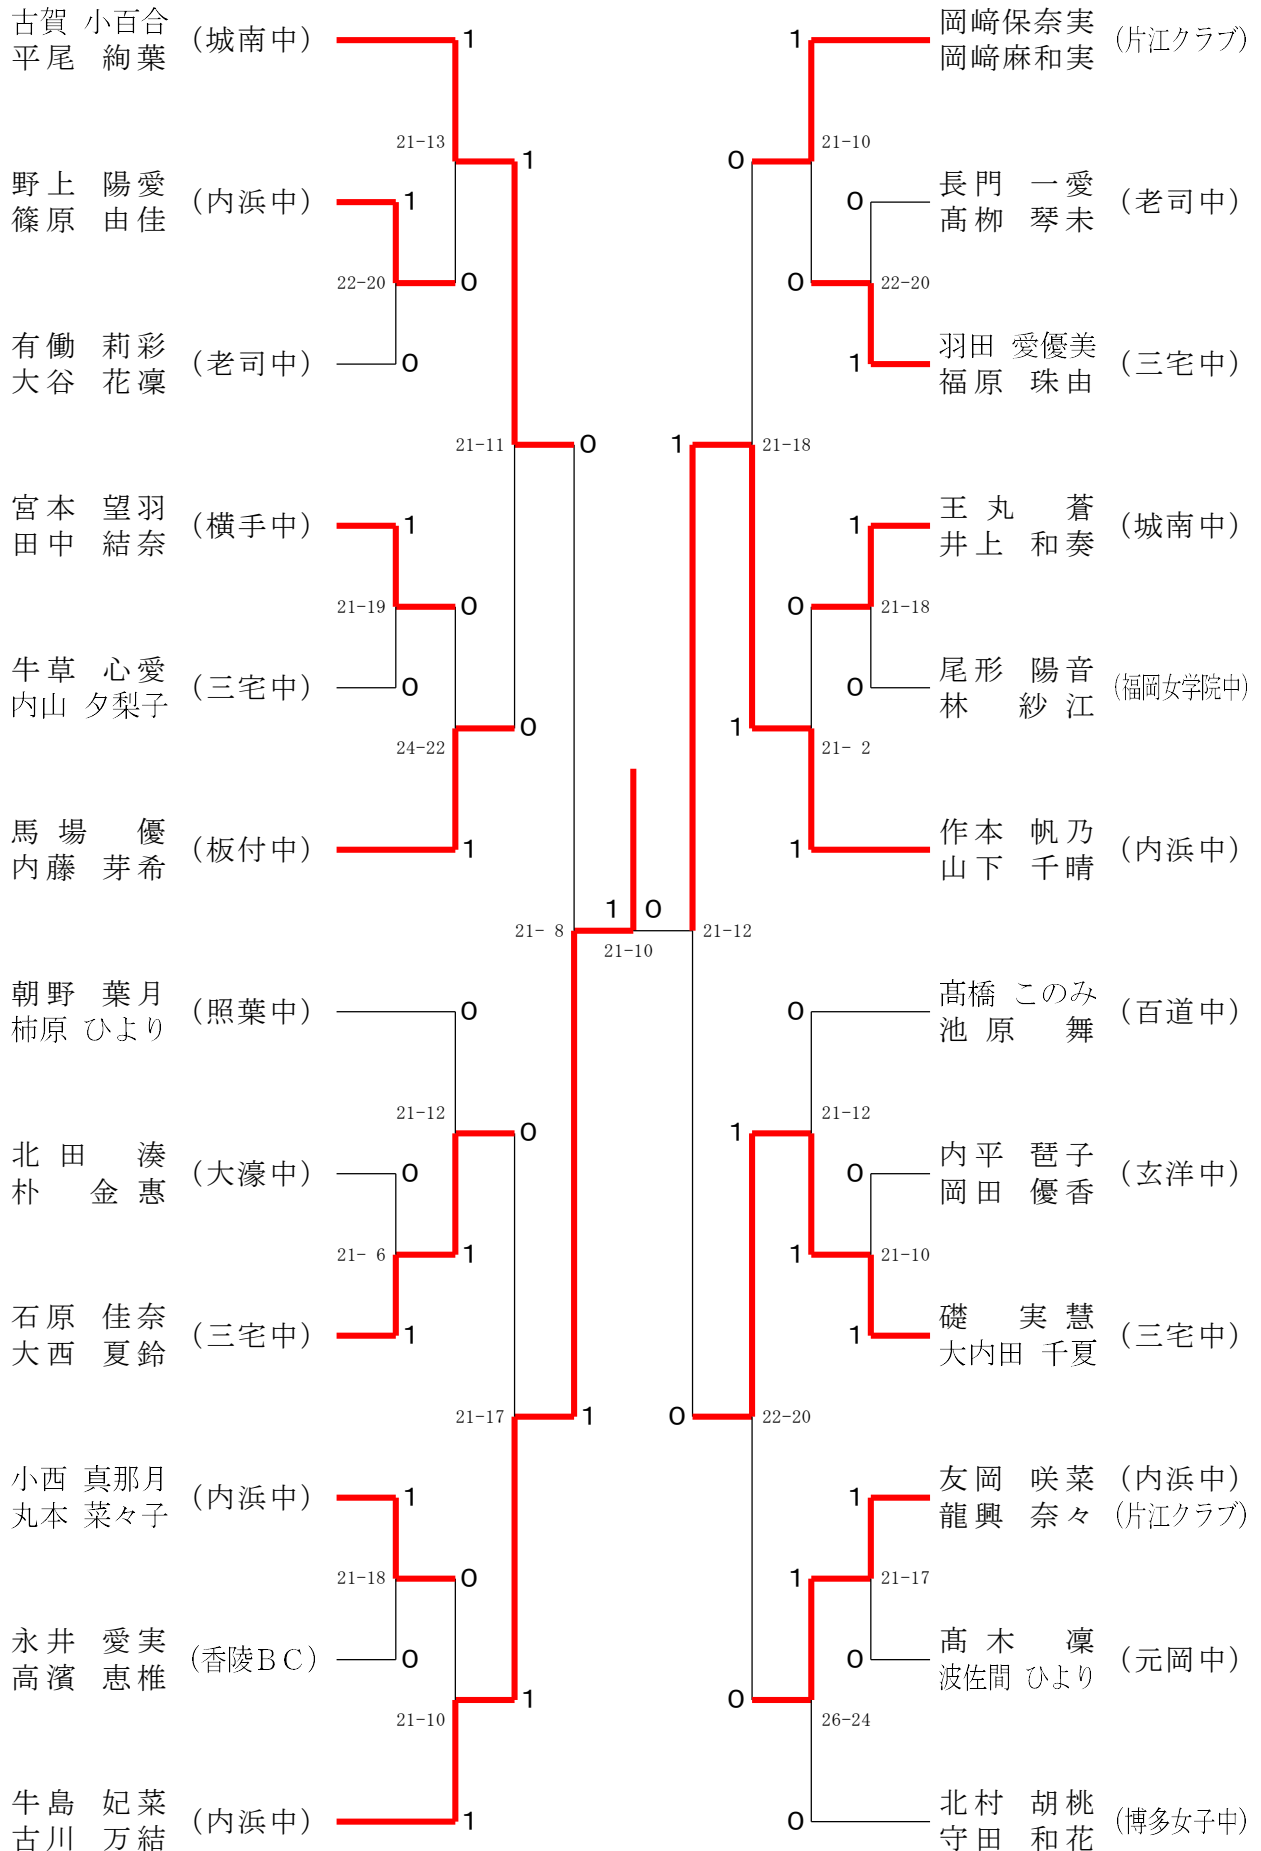 古賀 小百合
平尾 絢葉
(城南中)
1
21-13
1
野上 陽愛
篠原 由佳
(内浜中)
1
22-20
0
有働 莉彩
大谷 花凜
(老司中)
0
21-11
0
宮本 望羽
田中 結奈
(横手中)
1
21-19
0
牛草 心愛
内山 夕梨子
(三宅中)
0
24-22
0
馬場 優
内藤 芽希
(板付中)
1
21- 8
朝野 葉月
柿原 ひより
(照葉中)
0
21-12
0
北田 湊
朴 金惠
(大濠中)
0
21- 6
1
石原 佳奈
大西 夏鈴
(三宅中)
1
21-17
1
小西 真那月
丸本 菜々子
(内浜中)
1
21-18
0
永井 愛実
高濱 恵椎
(香陵BC)
0
21-10
1
牛島 妃菜
古川 万結
(内浜中)
1
1 0
21-10
岡﨑保奈実
岡﨑麻和実
(片江クラブ)
1
21-10
0
長門 一愛
髙栁 琴未
(老司中)
0
22-20
0
羽田 愛優美
福原 珠由
(三宅中)
1
21-18
1
王丸 蒼
井上 和奏
(城南中)
1
21-18
0
尾形 陽音
林 紗江
(福岡女学院中)
0
21- 2
1
作本 帆乃
山下 千晴
(内浜中)
1
21-12
髙橋 このみ
池原 舞
(百道中)
0
21-12
1
内平 琶子
岡田 優香
(玄洋中)
0
21-10
1
礎 実慧
大内田 千夏
(三宅中)
1
22-20
0
友岡 咲菜
龍興 奈々
(内浜中)
(片江クラブ)
1
21-17
1
髙木 凜
波佐間 ひより
(元岡中)
0
26-24
0
北村 胡桃
守田 和花
(博多女子中)
0